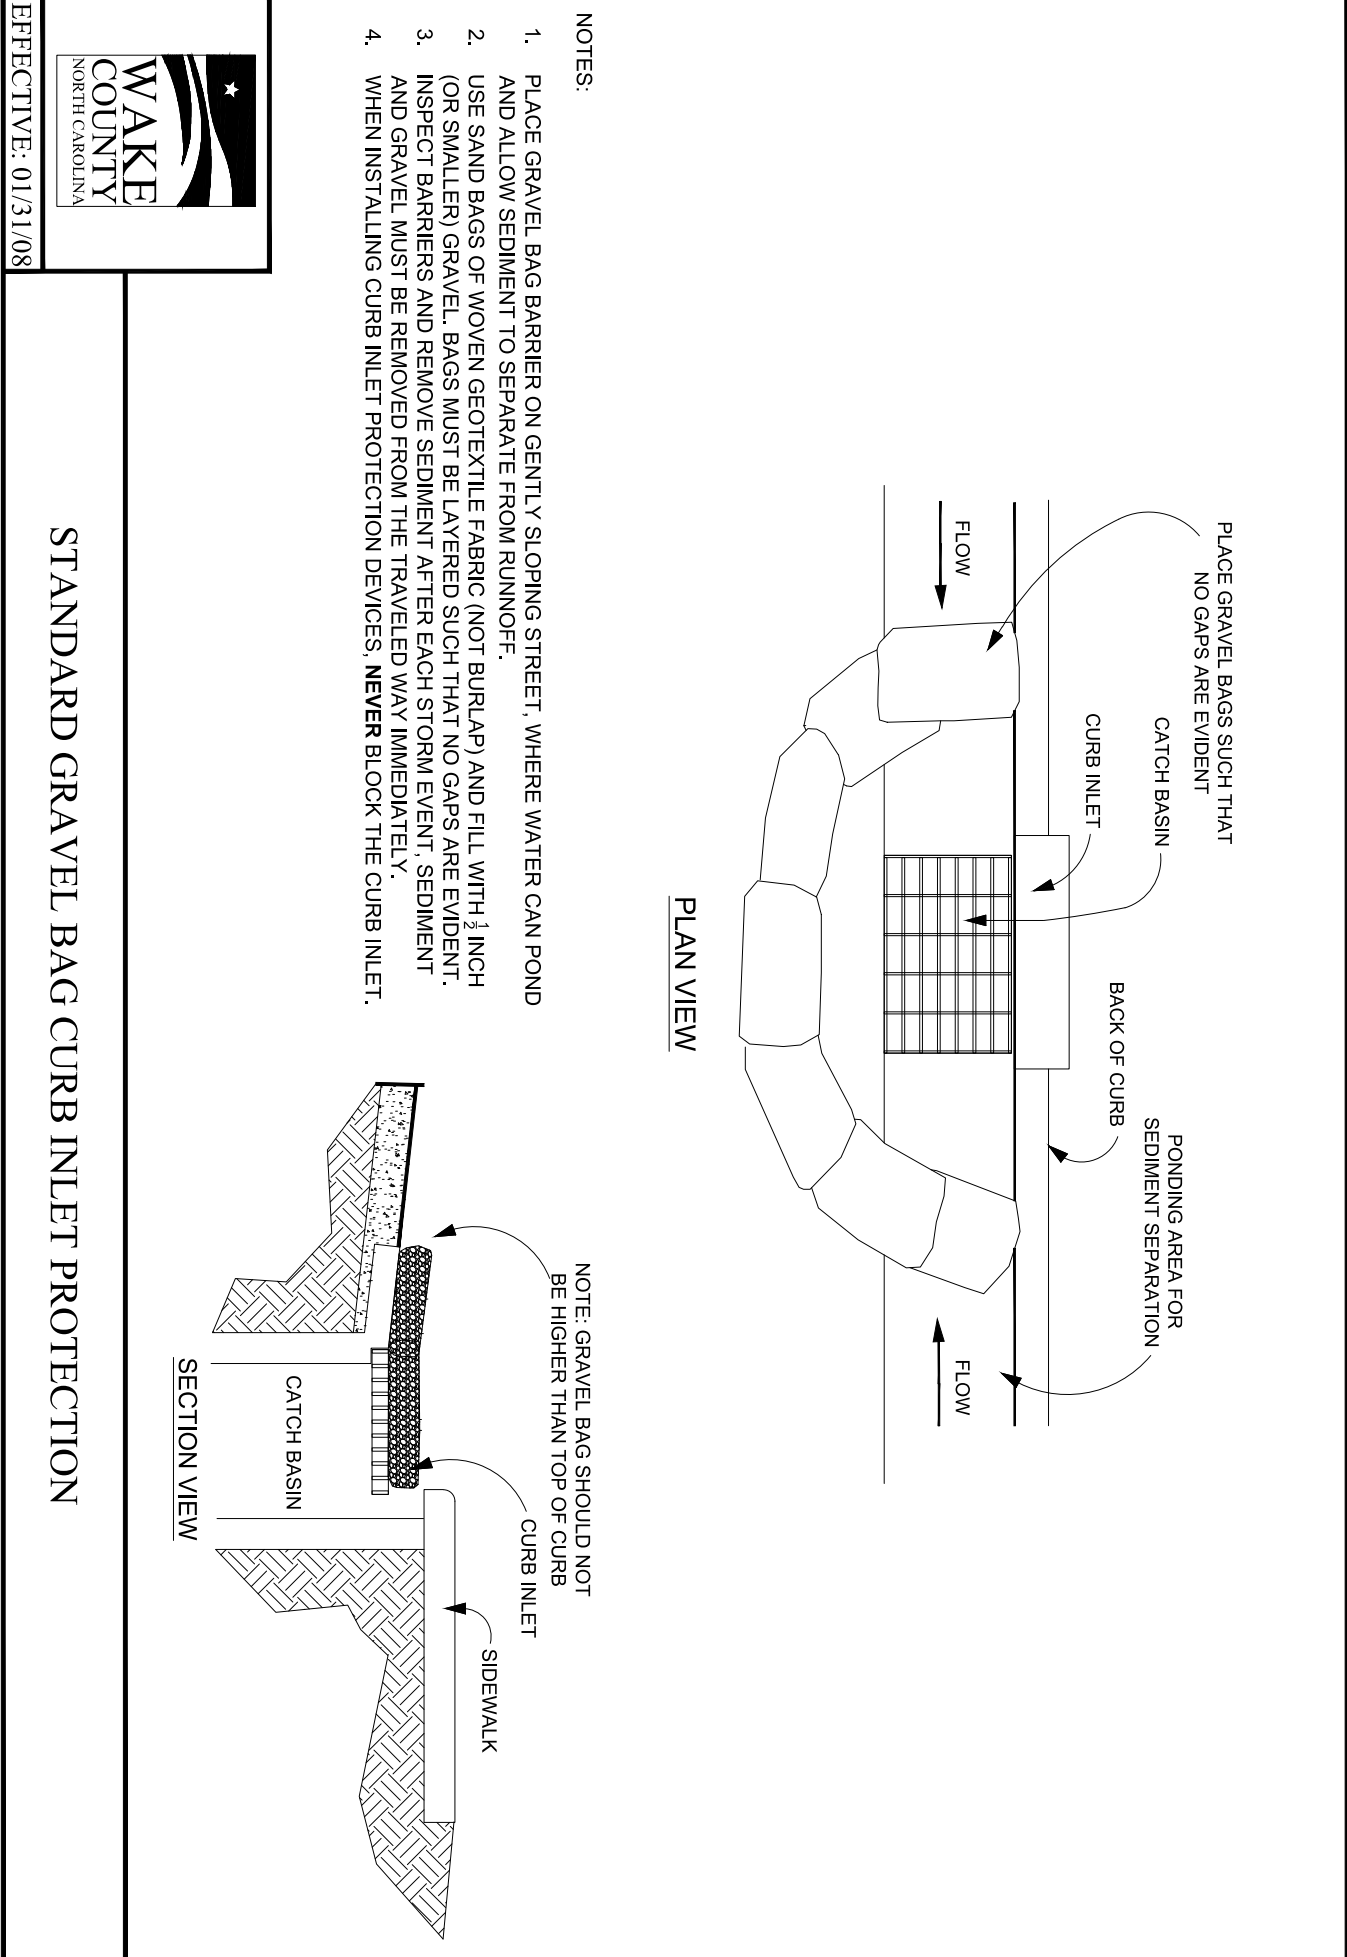 PLACE GRAVEL BAGS SUCH THAT
NO GAPS ARE EVIDENT
CATCH BASIN
CURB INLET
BACK OF CURB
PONDING AREA FOR
SEDIMENT SEPARATION
FLOW
FLOW
PLAN VIEW
NOTES:
1. PLACE GRAVEL BAG BARRIER ON GENTLY SLOPING STREET, WHERE WATER CAN POND
AND ALLOW SEDIMENT TO SEPARATE FROM RUNNOFF.
2. USE SAND BAGS OF WOVEN GEOTEXTILE FABRIC (NOT BURLAP) AND FILL WITH 1/2 INCH
(OR SMALLER) GRAVEL. BAGS MUST BE LAYERED SUCH THAT NO GAPS ARE EVIDENT.
3. INSPECT BARRIERS AND REMOVE SEDIMENT AFTER EACH STORM EVENT, SEDIMENT
AND GRAVEL MUST BE REMOVED FROM THE TRAVELED WAY IMMEDIATELY.
4. WHEN INSTALLING CURB INLET PROTECTION DEVICES, NEVER BLOCK THE CURB INLET.
NOTE: GRAVEL BAG SHOULD NOT
BE HIGHER THAN TOP OF CURB
CURB INLET
SIDEWALK
CATCH BASIN
SECTION VIEW
WAKE
COUNTY
NORTH CAROLINA
EFFECTIVE: 01/31/08
STANDARD GRAVEL BAG CURB INLET PROTECTION